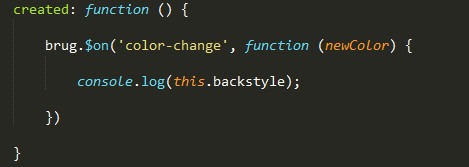 created: function () {
brug.$on('color-change', function (newColor) {
console.log(this.backstyle);
})
}